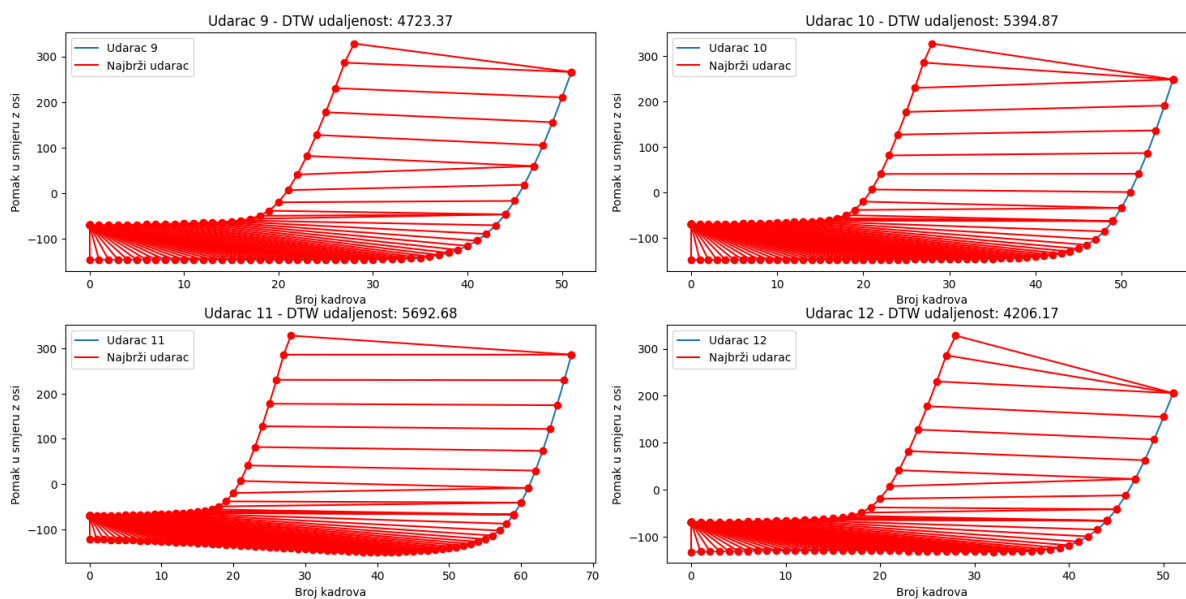 Udarac 9 - DTW udaljenost: 4723.37
Udarac 9
Najbrži udarac
Pomak u smjeru z osi
300
200
100
0
−100
0 10 20 30 40 50
Broj kadrova
Udarac 10 - DTW udaljenost: 5394.87
Udarac 10
Najbrži udarac
Pomak u smjeru z osi
300
200
100
0
−100
0 10 20 30 40 50
Broj kadrova
Udarac 11 - DTW udaljenost: 5692.68
Udarac 11
Najbrži udarac
Pomak u smjeru z osi
300
200
100
0
−100
0 10 20 30 40 50 60 70
Broj kadrova
Udarac 12 - DTW udaljenost: 4206.17
Udarac 12
Najbrži udarac
Pomak u smjeru z osi
300
200
100
0
−100
0 10 20 30 40 50
Broj kadrova